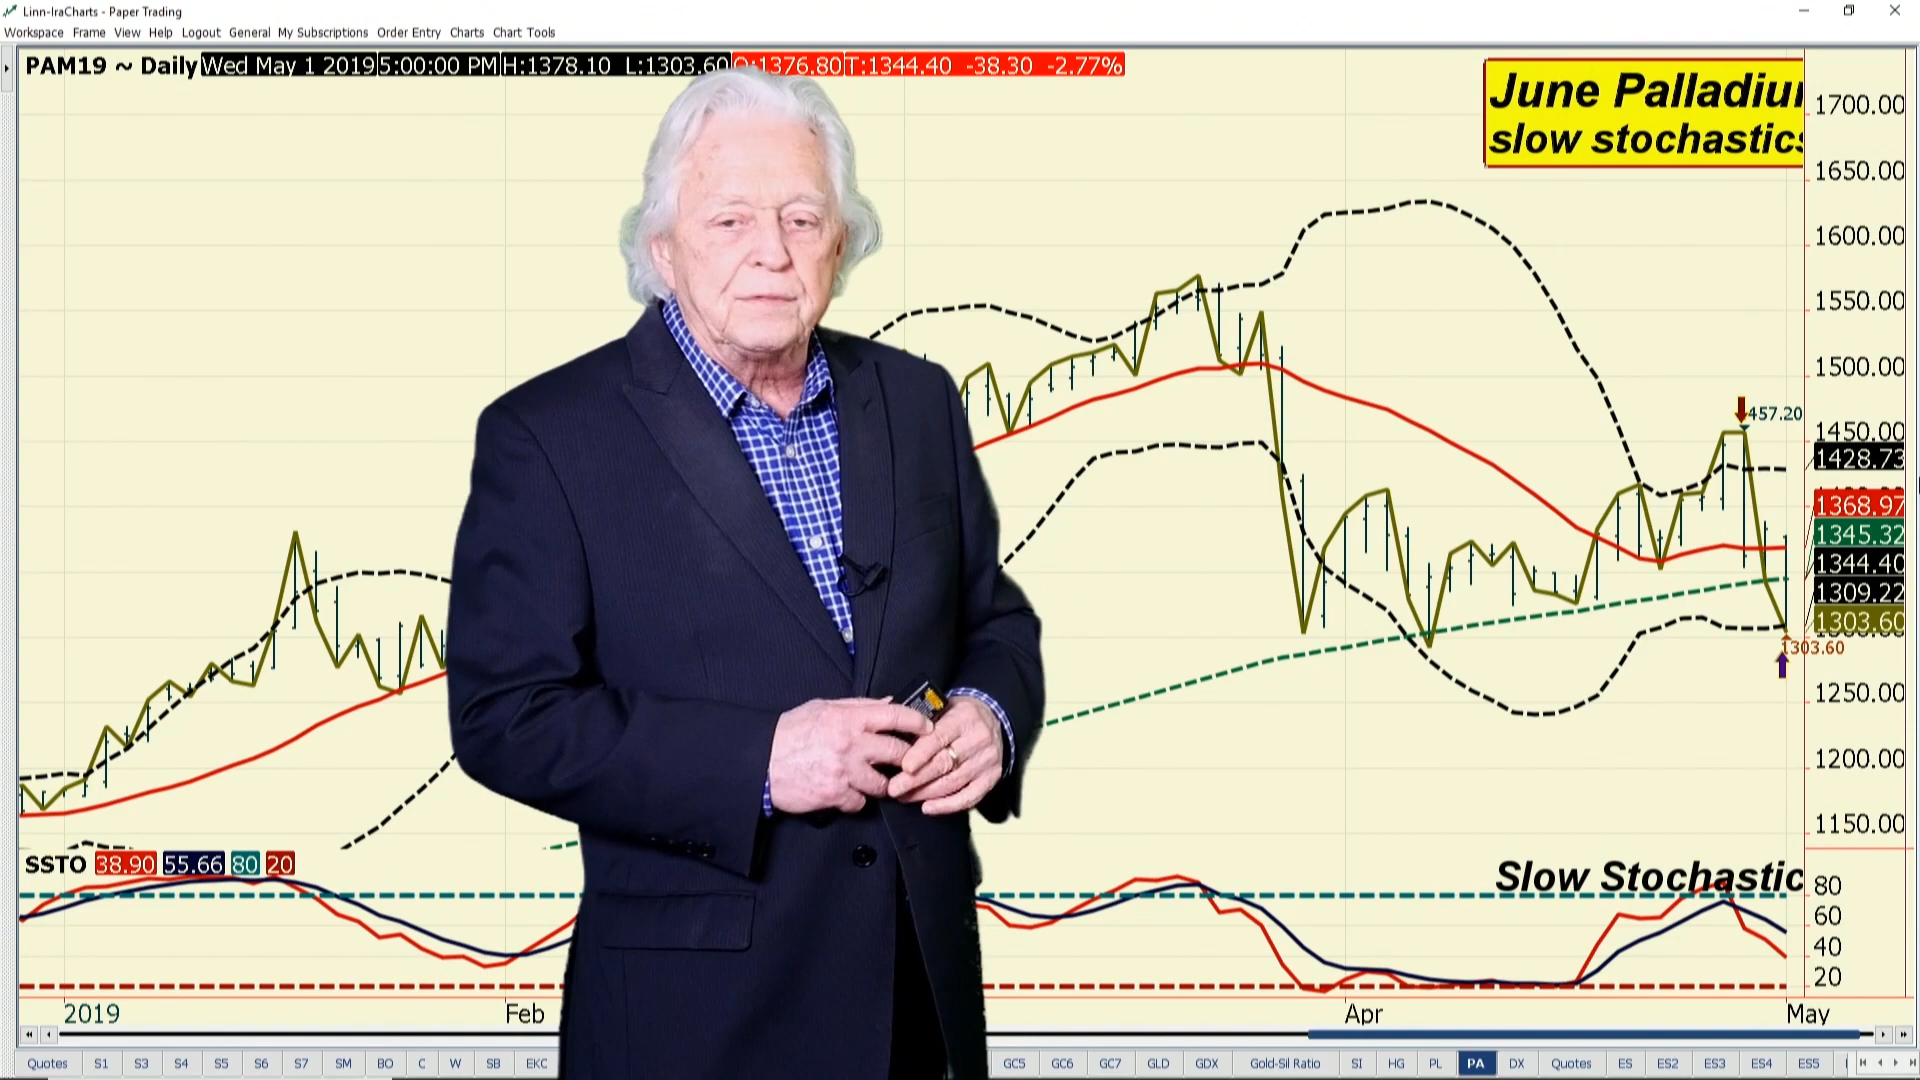 Linn-IraCharts - Paper Trading
Workspace Frame View Help Logout General My Subscriptions Order Entry Charts Chart Tools
PAM19 ~ Daily Wed May 1 2019 5:00:00 PM H:1378.10 L:1303.60 O:1376.80 T:1344.40 -38.30 -2.77%
June Palladiu
slow stochastics
1700.00
1650.00
1600.00
1550.00
1500.00
457.20
1450.00
1428.73
1368.97
1345.32
1344.40
1309.22
1303.60
1303.60
1250.00
1200.00
1150.00
SSTO 38.90 55.66 80 20
Slow Stochastic
80
60
40
20
2019 Feb Apr May
Quotes S1 S3 S4 S5 S6 S7 SM BO C W SB EKC GC5 GC6 GC7 GLD GDX Gold-Sil Ratio SI HG PL PA DX Quotes ES ES2 ES3 ES4 ES5